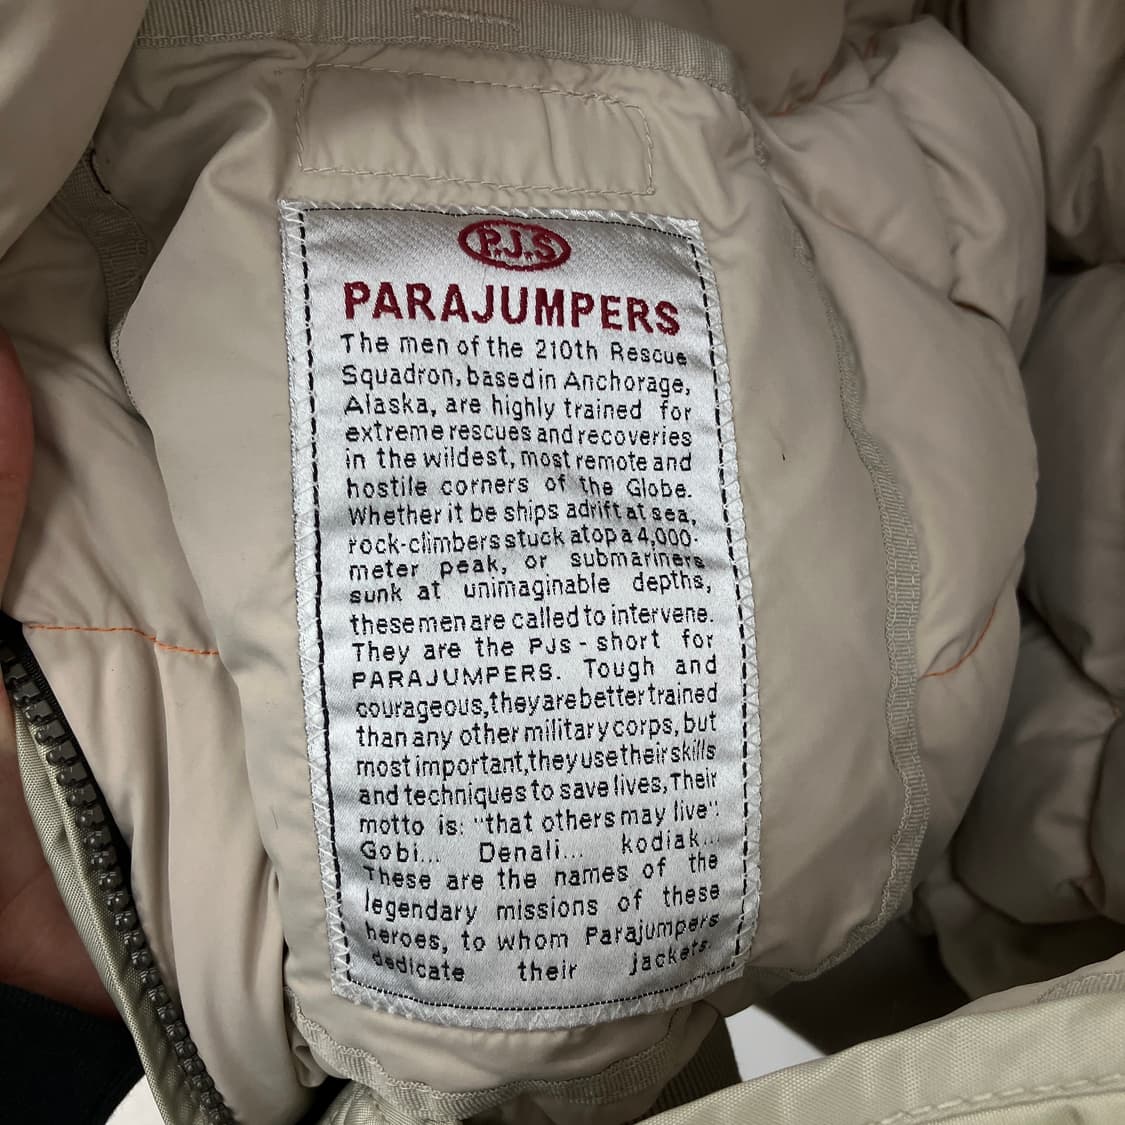 P.J.S
PARAJUMPERS
The men of the 210th Rescue
Squadron, based in Anchorage,
Alaska, are highly trained for
extreme rescues and recoveries
in the wildest, most remote and
hostile corners of the Globe.
Whether it be ships adrift at sea,
rock-climbers stuck atop a 4,000-
meter peak, or submariners
sunk at unimaginable depths,
these men are called to intervene.
They are the PJs - short for
PARAJUMPERS. Tough and
courageous, they are better trained
than any other military corps, but
most important, they use their skills
and techniques to save lives, Their
motto is: "that others may live".
Gobi... Denali... kodiak...
These are the names of the
legendary missions of these
heroes, to whom Parajumpers
dedicate their jackets.